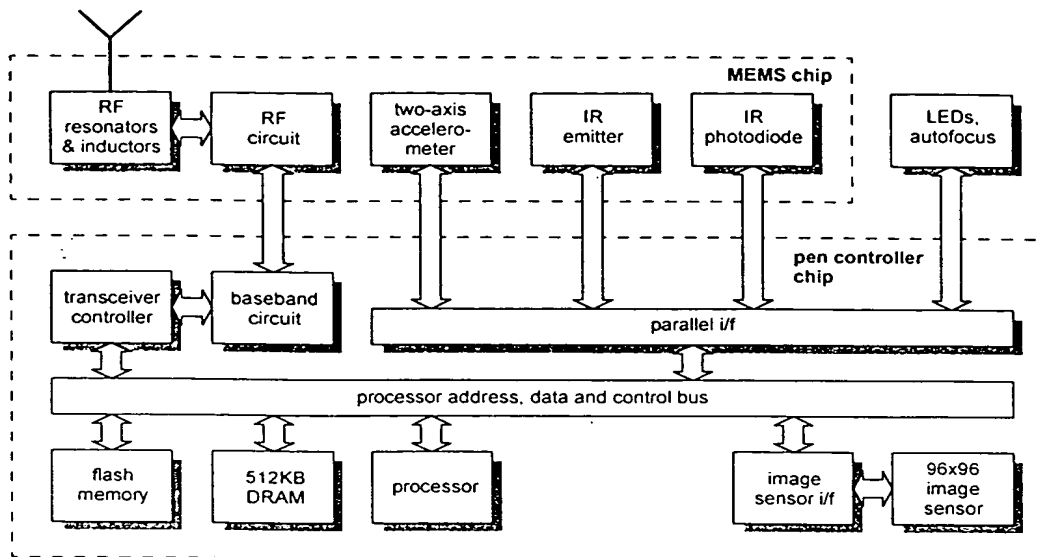 MEMS chip
RF
resonators
& inductors
RF
circuit
two-axis
accelero-
meter
IR
emitter
IR
photodiode
LEDs,
autofocus
pen controller
chip
transceiver
controller
baseband
circuit
parallel i/f
processor address, data and control bus
flash
memory
512KB
DRAM
processor
image
sensor i/f
96x96
image
sensor